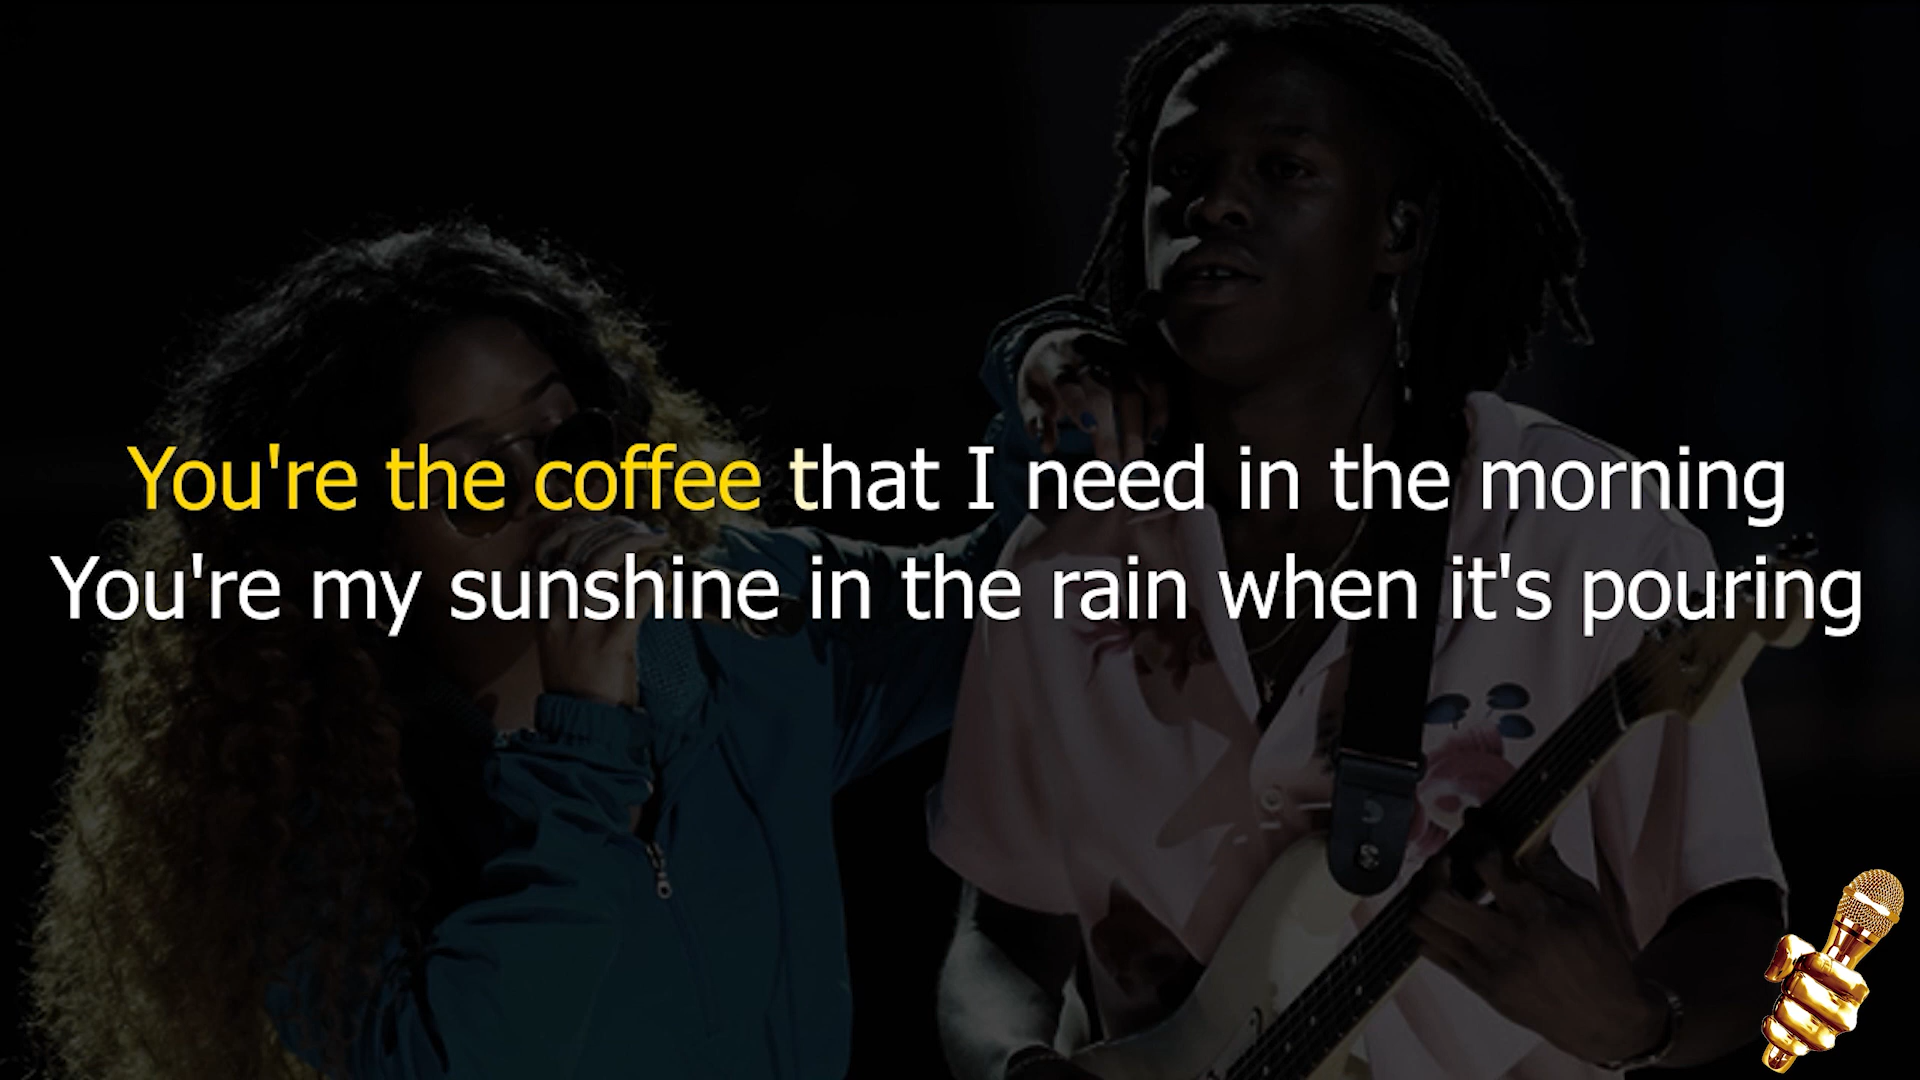 You're the coffee that I need in the morning
You're my sunshine in the rain when it's pouring